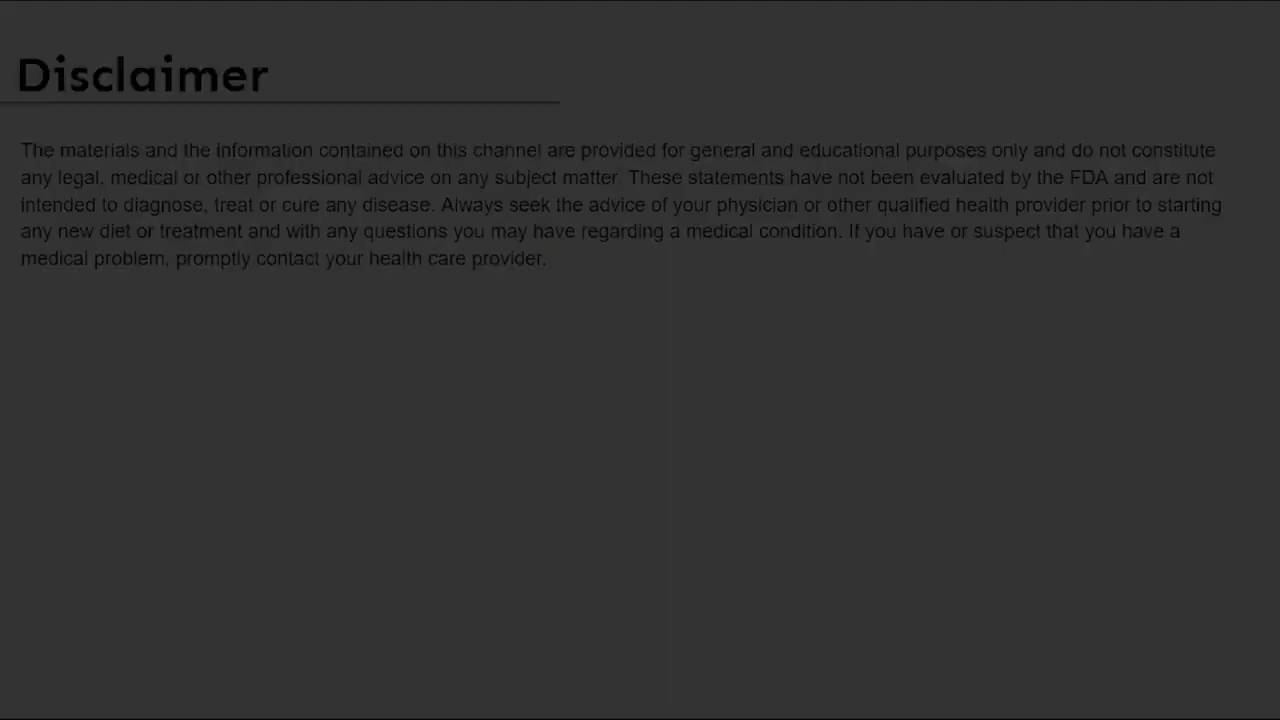 Disclaimer
The materials and the information contained on this channel are provided for general and educational purposes only and do not constitute
any legal, medical or other professional advice on any subject matter. These statements have not been evaluated by the FDA and are not
intended to diagnose, treat or cure any disease. Always seek the advice of your physician or other qualified health provider prior to starting
any new diet or treatment and with any questions you may have regarding a medical condition. If you have or suspect that you have a
medical problem, promptly contact your health care provider.